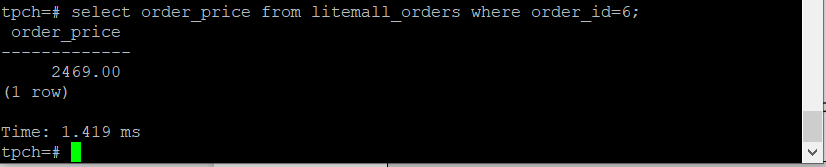 tpch=# select order_price from litemall_orders where order_id=6;
 order_price
-------------
     2469.00
(1 row)

Time: 1.419 ms
tpch=#